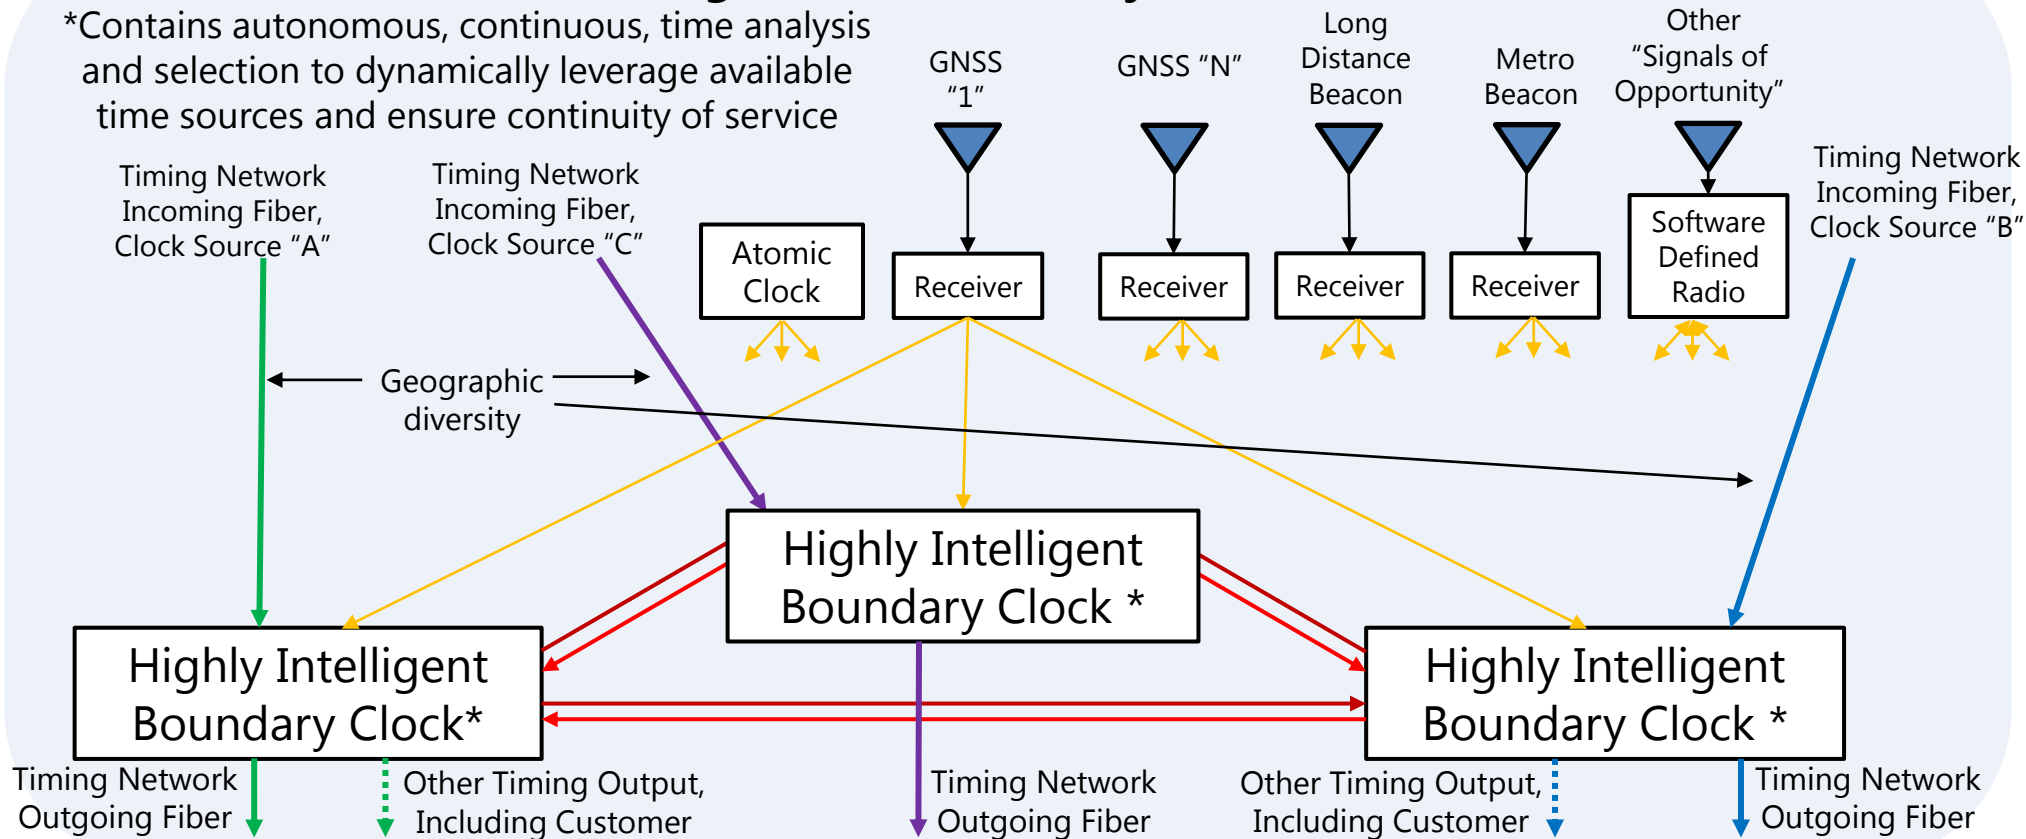 *Contains autonomous, continuous, time analysis
and selection to dynamically leverage available
time sources and ensure continuity of service
GNSS
“1”
GNSS “N”
Long
Distance
Beacon
Metro
Beacon
Other
“Signals of
Opportunity”
Timing Network
Incoming Fiber,
Clock Source “A”
Timing Network
Incoming Fiber,
Clock Source “C”
Timing Network
Incoming Fiber,
Clock Source “B”
Atomic
Clock
Receiver
Receiver
Receiver
Receiver
Software
Defined
Radio
Geographic
diversity
Highly Intelligent
Boundary Clock *
Highly Intelligent
Boundary Clock*
Highly Intelligent
Boundary Clock *
Timing Network
Outgoing Fiber
Other Timing Output,
Including Customer
Timing Network
Outgoing Fiber
Other Timing Output,
Including Customer
Timing Network
Outgoing Fiber